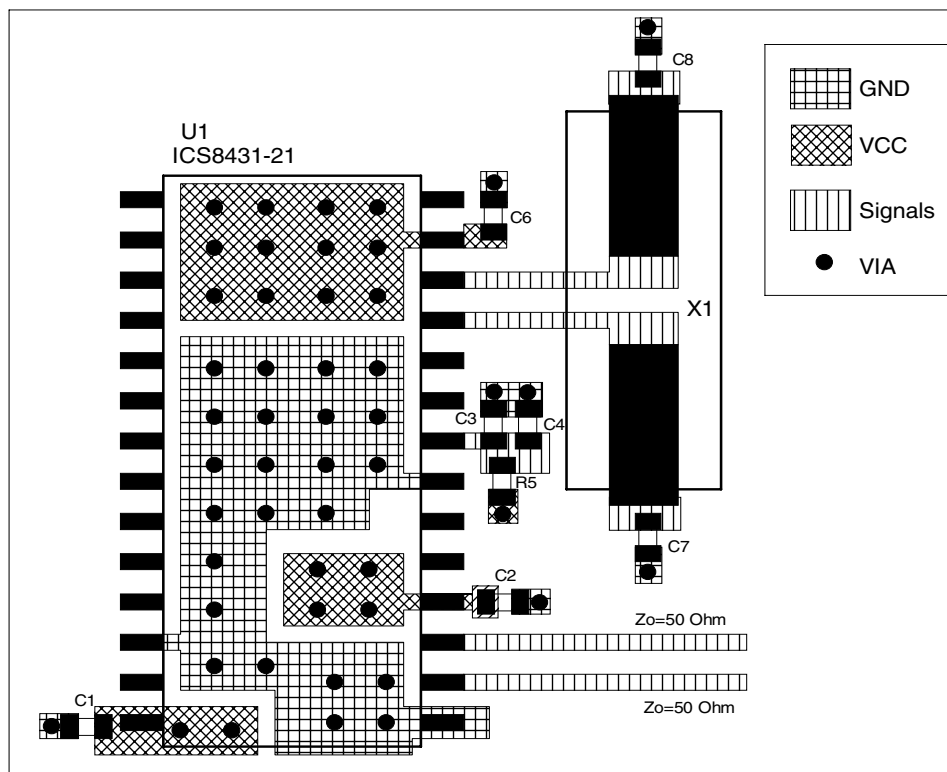 C8
GND
U1
ICS8431-21
VCC
C6
Signals
VIA
X1
C3
C4
R5
C7
C2
Zo=50 Ohm
C1
Zo=50 Ohm